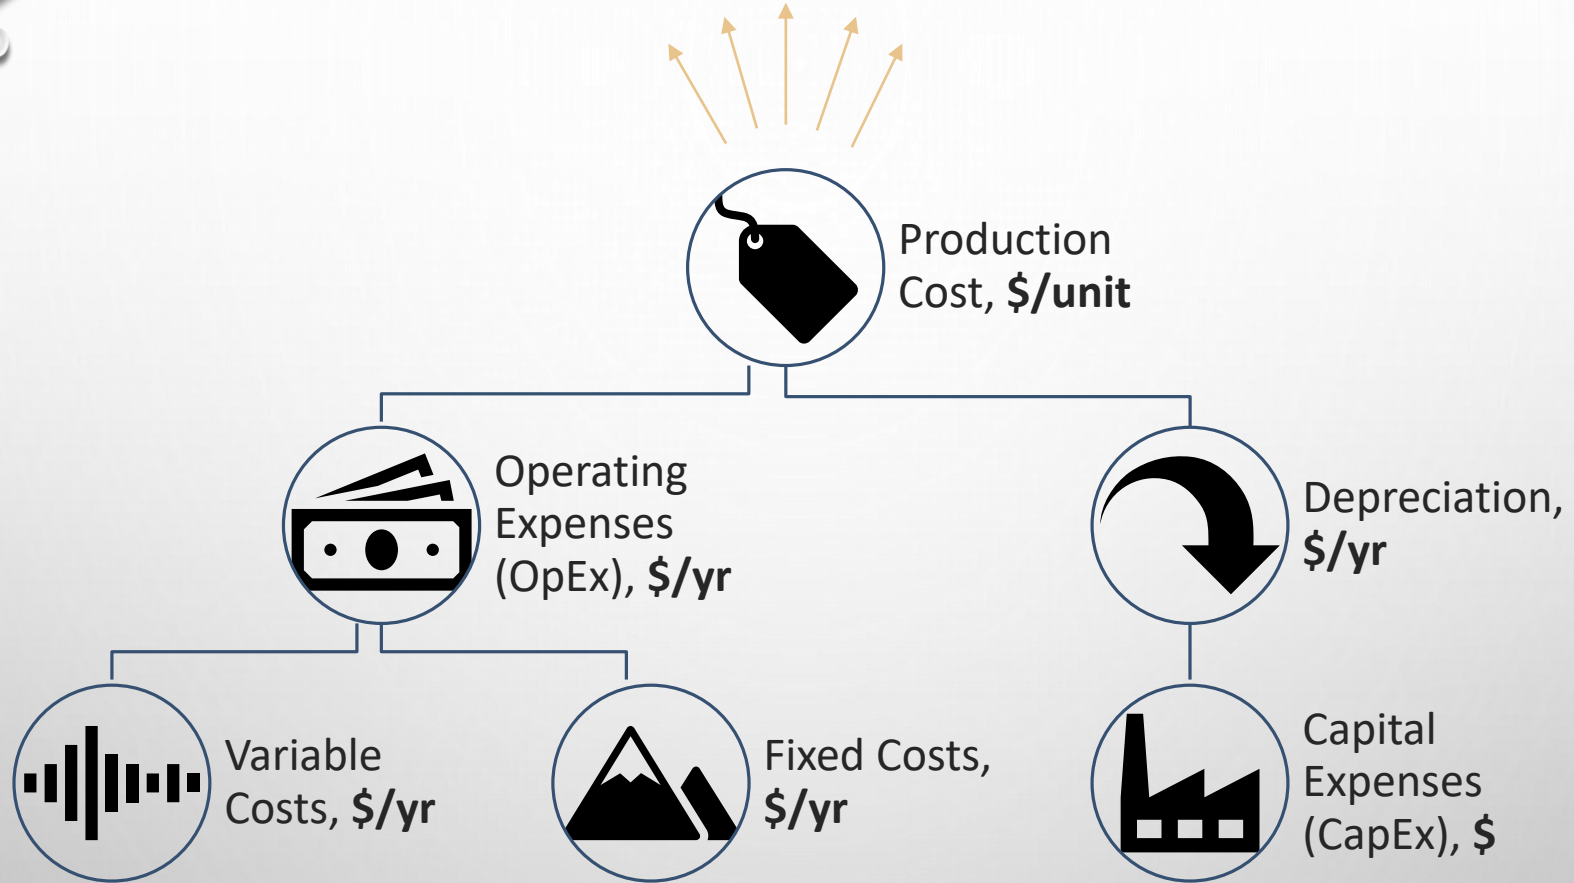 Production
Cost, $/unit
Operating
Expenses
(OpEx), $/yr
Depreciation,
$/yr
Variable
Costs, $/yr
Fixed Costs,
$/yr
Capital
Expenses
(CapEx), $